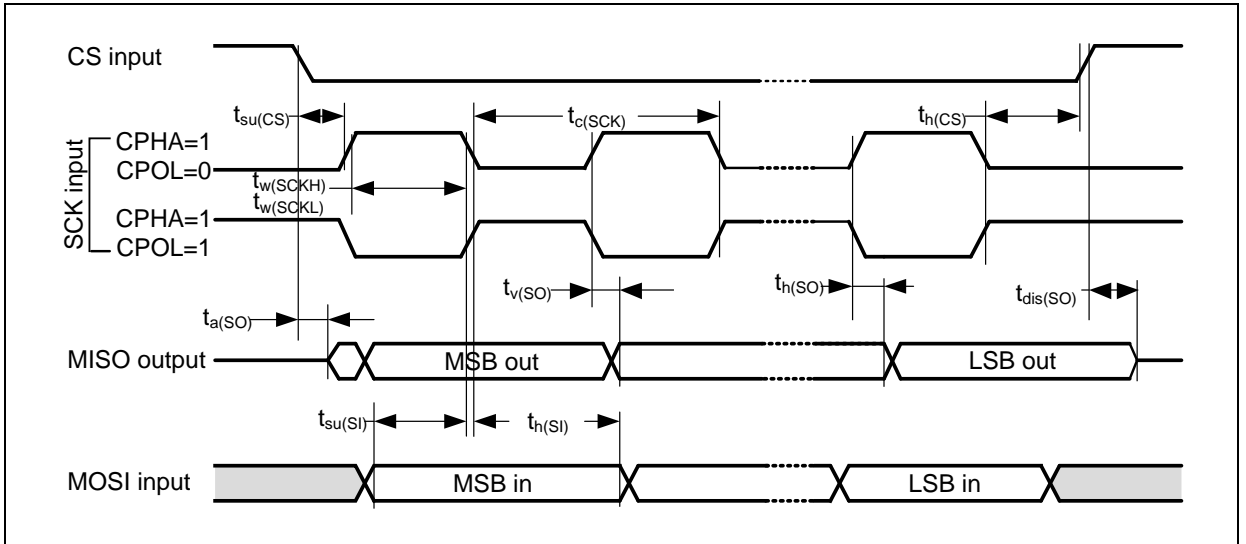 CS input
tsu(CS)
tc(SCK)
th(CS)
SCK input
CPHA=1
CPOL=0
tw(SCKH)
tw(SCKL)
CPHA=1
CPOL=1
tv(SO)
th(SO)
tdis(SO)
ta(SO)
MISO output
MSB out
LSB out
tsu(SI)
th(SI)
MOSI input
MSB in
LSB in